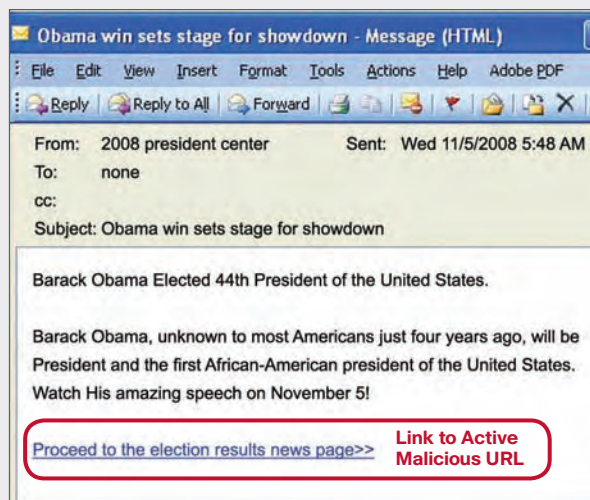 Obama win sets stage for showdown - Message (HTML)
File Edit View Insert Format Tools Actions Help Adobe PDF
Reply Reply to All Forward
From: 2008 president center Sent: Wed 11/5/2008 5:48 AM
To: none
cc:
Subject: Obama win sets stage for showdown
Barack Obama Elected 44th President of the United States.
Barack Obama, unknown to most Americans just four years ago, will be
President and the first African-American president of the United States.
Watch His amazing speech on November 5!
Proceed to the election results news page>>
Link to Active
Malicious URL